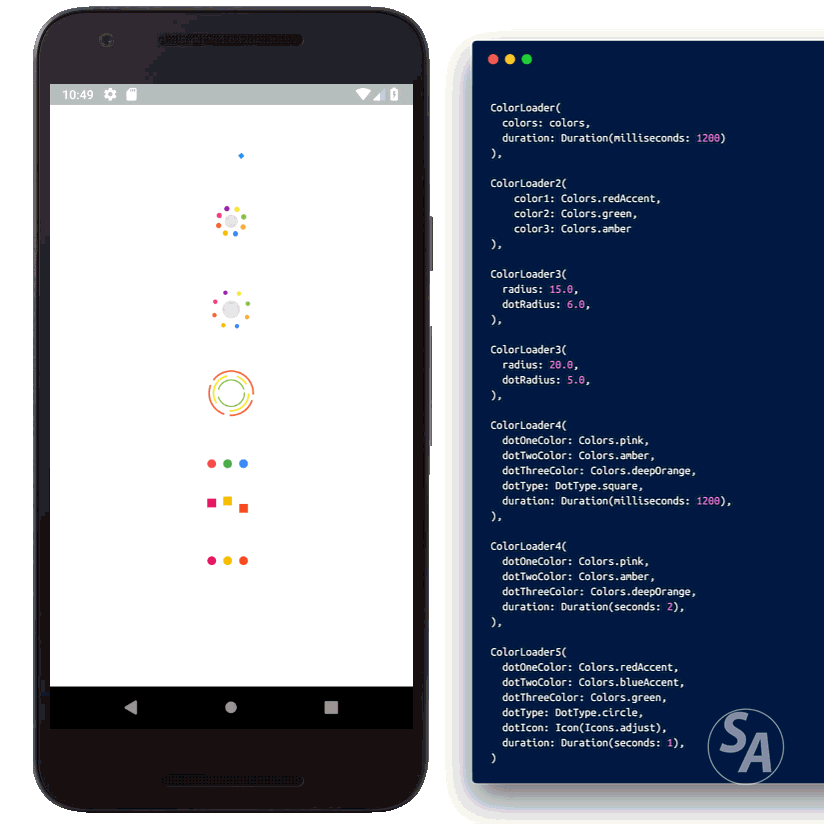 10:49
ColorLoader(
colors: colors,
duration: Duration(milliseconds: 1200)
),
ColorLoader2(
color1: Colors.redAccent,
color2: Colors.green,
color3: Colors.amber
),
ColorLoader3(
radius: 15.0,
dotRadius: 6.0,
),
ColorLoader3(
radius: 20.0,
dotRadius: 5.0,
),
ColorLoader4(
dotOneColor: Colors.pink,
dotTwoColor: Colors.amber,
dotThreeColor: Colors.deepOrange,
dotType: DotType.square,
duration: Duration(milliseconds: 1200),
),
ColorLoader4(
dotOneColor: Colors.pink,
dotTwoColor: Colors.amber,
dotThreeColor: Colors.deepOrange,
duration: Duration(seconds: 2),
),
ColorLoader5(
dotOneColor: Colors.redAccent,
dotTwoColor: Colors.blueAccent,
dotThreeColor: Colors.green,
dotType: DotType.circle,
dotIcon: Icon(Icons.adjust),
duration: Duration(seconds: 1),
)
SA